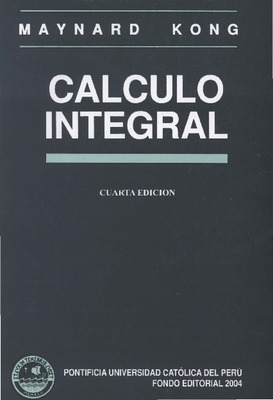 MAYNARD KONG
CALCULO
INTEGRAL
CUARTA EDICION
PONTIFICIA UNIVERSIDAD CATÓLICA DEL PERÚ
FONDO EDITORIAL 2004